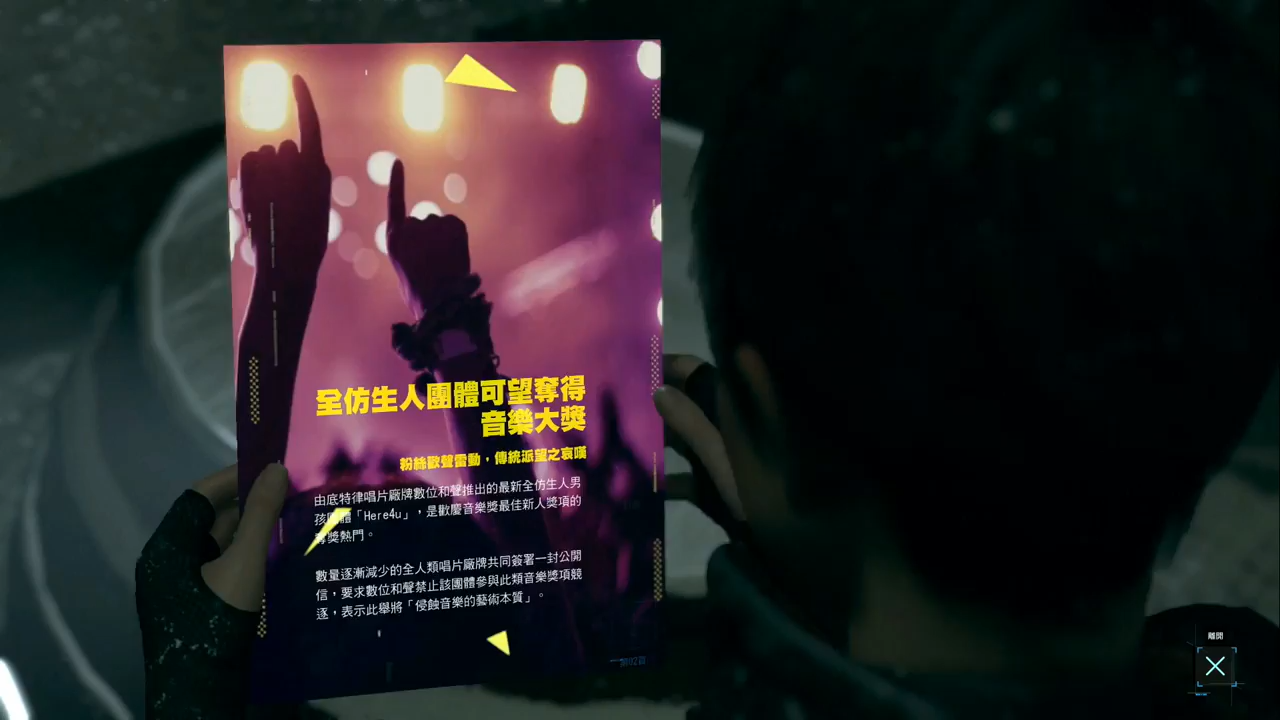 全仿生人團體可望奪得
音樂大獎
粉絲歡聲雷動，傳統派望之哀嘆
由底特律唱片廠牌數位和聲推出的最新全仿生人男
孩團體「Here4u」，是歡慶音樂獎最佳新人獎項的
奪獎熱門。
數量逐漸減少的全人類唱片廠牌共同簽署一封公開
信，要求數位和聲禁止該團體參與此類音樂獎項競
逐，表示此舉將「侵蝕音樂的藝術本質」。
離開